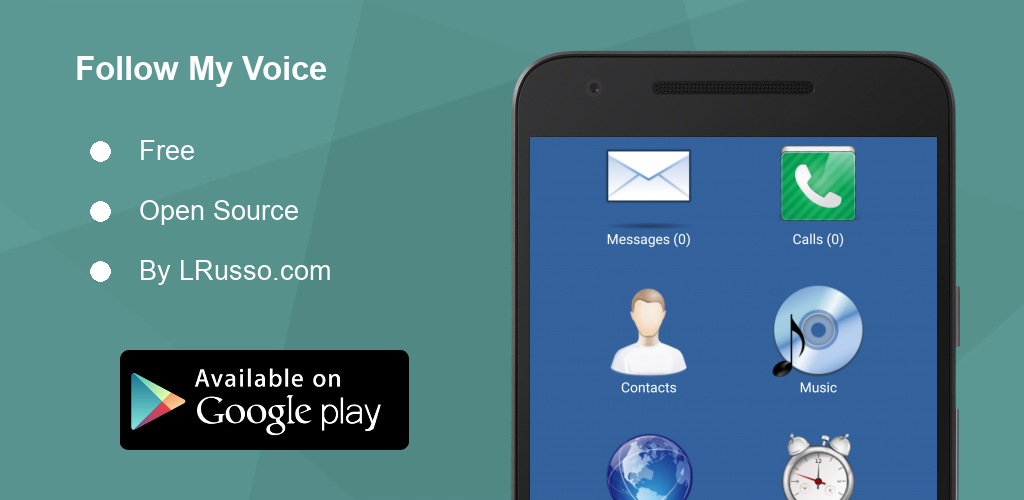 Follow My Voice
Free
Open Source
By LRusso.com
Available on
Google play
Messages (0)
Calls (0)
Contacts
Music
12